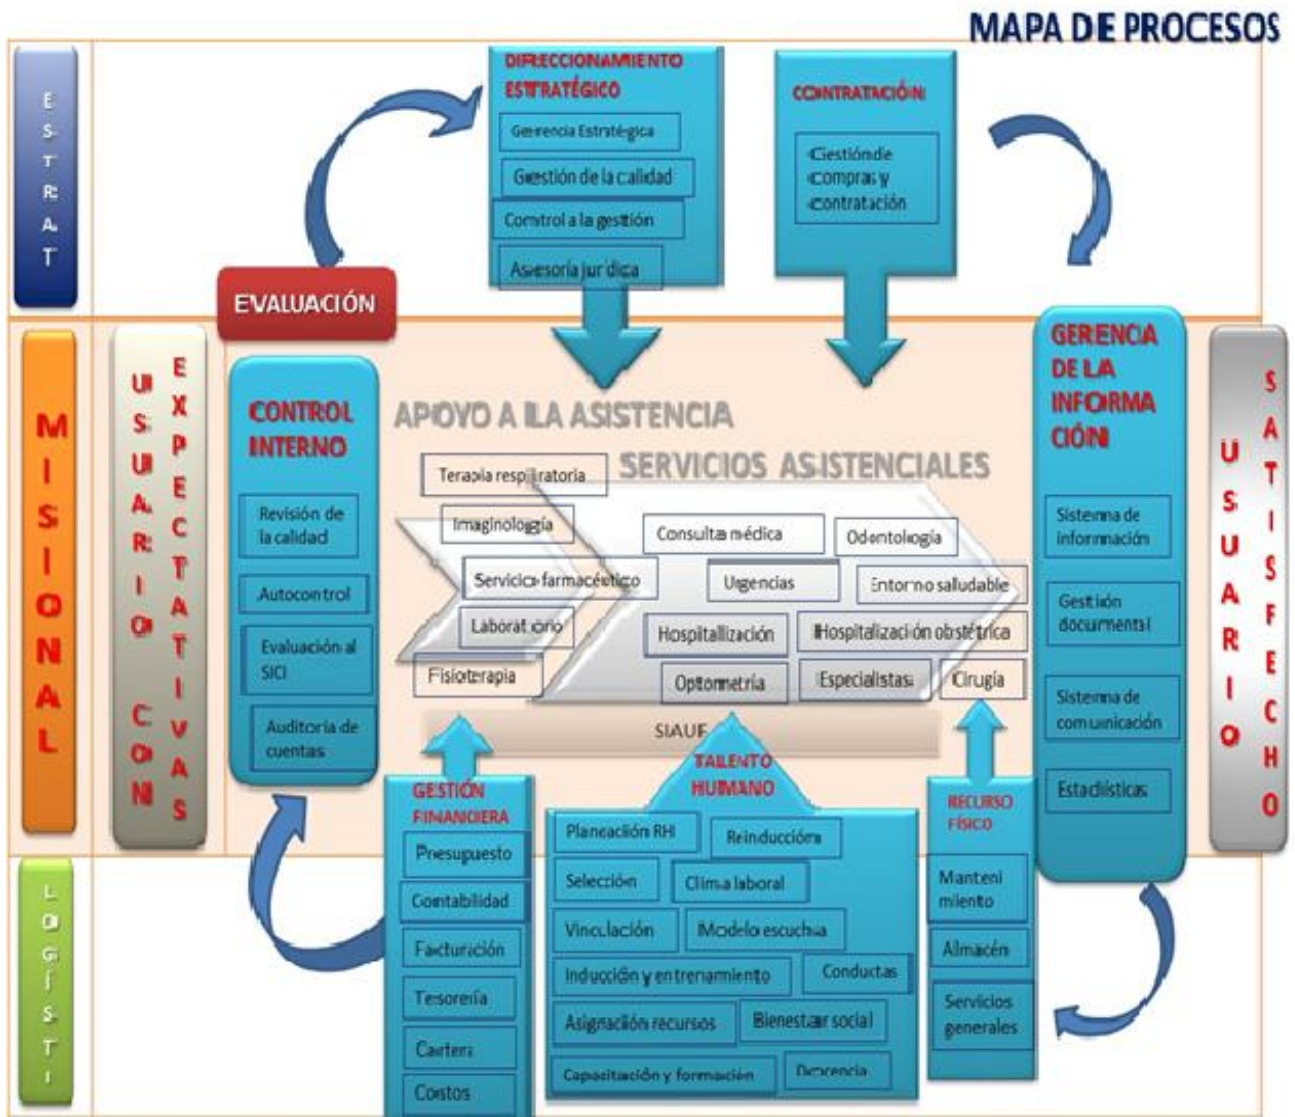 MAPA DE PROCESOS
ESTRAT
DIRECCIONAMIENTO
ESTRATÉGICO
Gerencia Estratégica
Gestión de la calidad
Control a la gestión
Asesoría jurídica
CONTRATACIÓN
Gestión de
compras y
contratación
EVALUACIÓN
MISIONAL
USUARIO CON
EXPECTATIVAS
CONTROL
INTERNO
Revisión de
la calidad
Autocontrol
Evaluación al
SICI
Auditoria de
cuentas
APOYO A LA ASISTENCIA
Terapia respiratoria
Imaginología
Servicio farmacéutico
Laboratorio
Fisioterapia
SERVICIOS ASISTENCIALES
Consulta médica
Odontología
Urgencias
Entorno saludable
Hospitalización
Hospitalización obstétrica
Optometría
Especialistas
Cirugía
SIAUF
GERENCIA
DE LA
INFORMA
CIÓN
Sistema de
información
Gestión
documental
Sistema de
comunicación
Estadísticas
USUARIO
SATISFECHO
LOGÍSTI
GESTIÓN
FINANCIERA
Presupuesto
Contabilidad
Facturación
Tesorería
Cartera
Costos
TALENTO
HUMANO
Planeación RH
Reinducción
Selección
Clima laboral
Vinculación
Modelo escucha
Inducción y entrenamiento
Conductas
Asignación recursos
Bienestar social
Capacitación y formación
Docencia
RECURSO
FÍSICO
Manteni
miento
Almacén
Servicios
generales